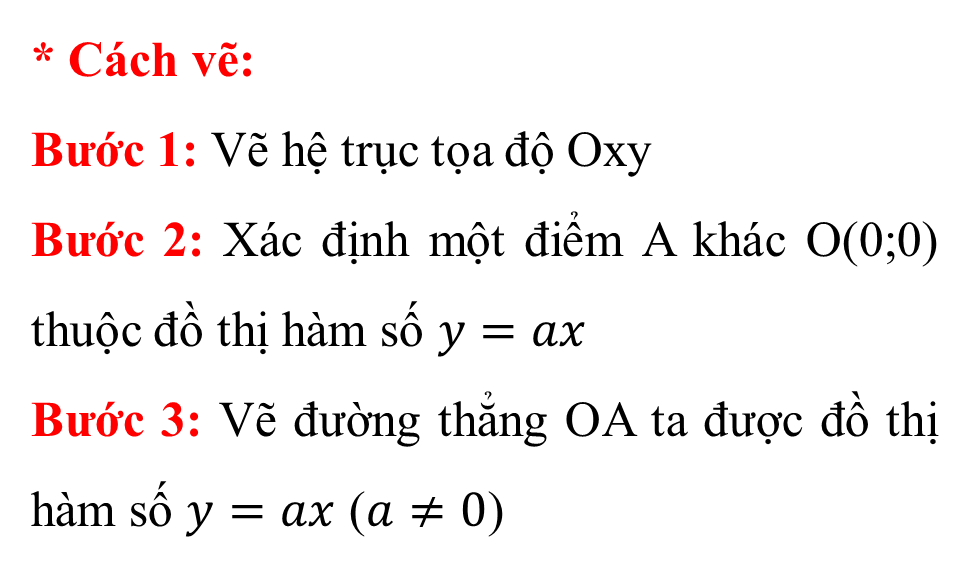 * Cách vẽ:
Bước 1: Vẽ hệ trục tọa độ Oxy
Bước 2: Xác định một điểm A khác O(0;0)
thuộc đồ thị hàm số y = ax
Bước 3: Vẽ đường thẳng OA ta được đồ thị
hàm số y = ax (a ≠ 0)